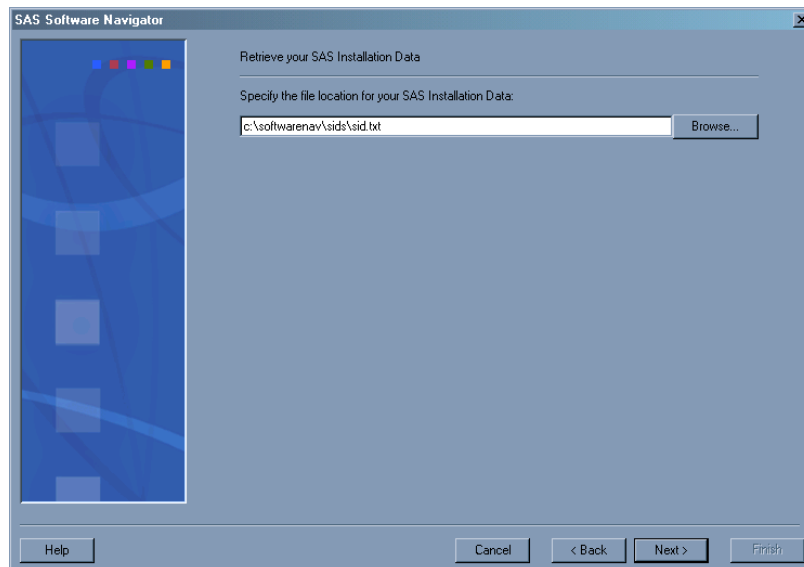 SAS Software Navigator
Retrieve your SAS Installation Data
Specify the file location for your SAS Installation Data:
c:\softwarenav\sids\sid.txt
Browse...
Help
Cancel
< Back
Next >
Finish